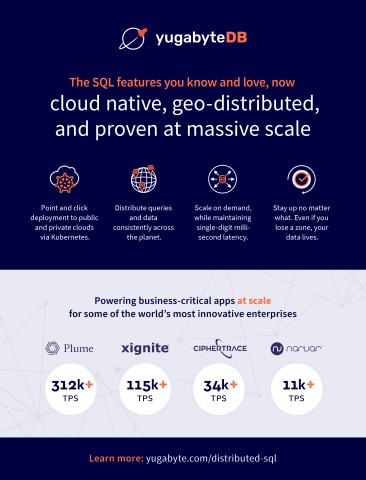 yugabyteDB
The SQL features you know and love, now
cloud native, geo-distributed,
and proven at massive scale
Point and click
deployment to public
and private clouds
via Kubernetes.
Distribute queries
and data
consistently across
the planet.
Scale on demand,
while maintaining
single-digit milli-
second latency.
Stay up no matter
what. Even if you
lose a zone, your
data lives.
Powering business-critical apps at scale
for some of the world's most innovative enterprises
Plume
xignite
CIPHERTRACE
narvar
312k+
TPS
115k+
TPS
34k+
TPS
11k+
TPS
Learn more: yugabyte.com/distributed-sql